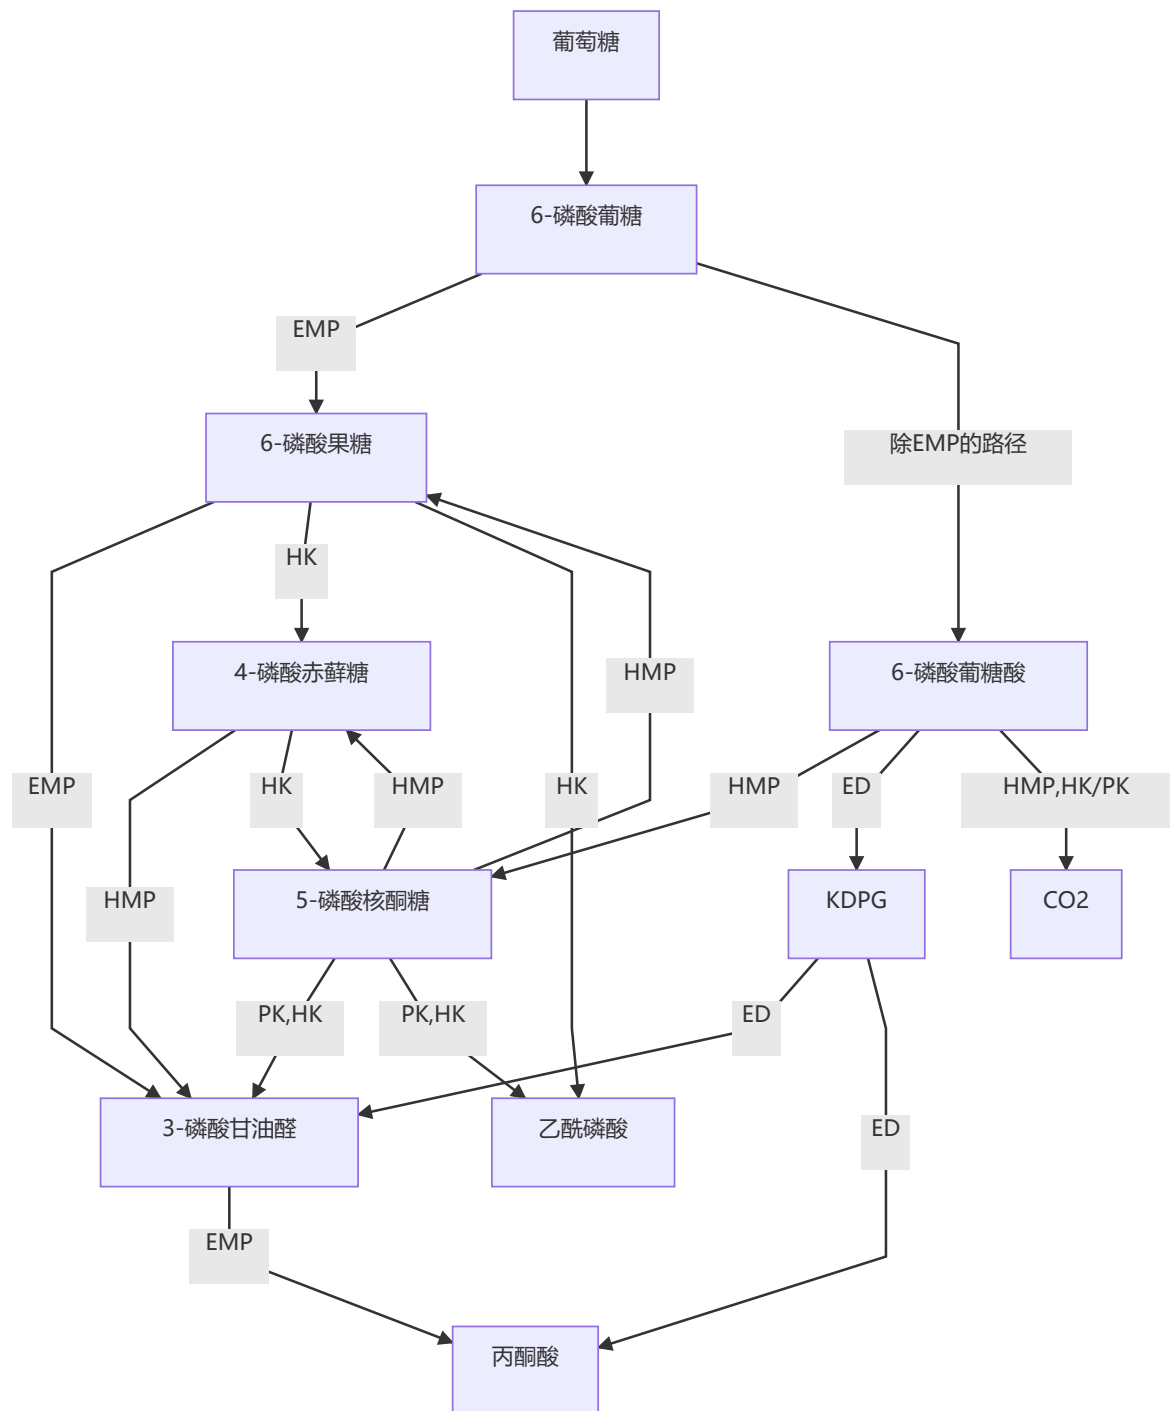 葡萄糖
6-磷酸葡糖
EMP
除EMP的路径
6-磷酸果糖
HK
HMP
4-磷酸赤藓糖
6-磷酸葡糖酸
EMP
HK
HMP
HK
HMP
ED
HMP,HK/PK
HMP
5-磷酸核酮糖
KDPG
CO2
PK,HK
PK,HK
ED
3-磷酸甘油醛
乙酰磷酸
ED
EMP
丙酮酸